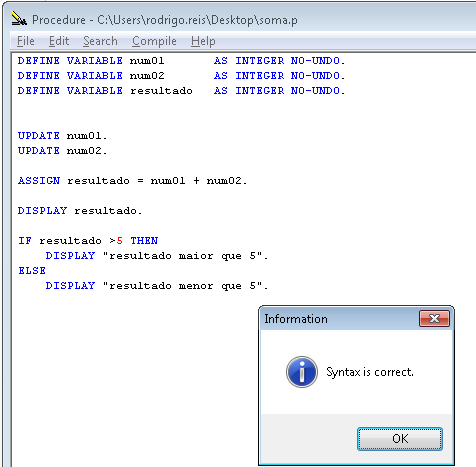 Procedure - C:\Users\rodrigo.reis\Desktop\soma.p
File Edit Search Compile Help
DEFINE VARIABLE num01 AS INTEGER NO-UNDO.
DEFINE VARIABLE num02 AS INTEGER NO-UNDO.
DEFINE VARIABLE resultado AS INTEGER NO-UNDO.
UPDATE num01.
UPDATE num02.
ASSIGN resultado = num01 + num02.
DISPLAY resultado.
IF resultado >5 THEN
DISPLAY "resultado maior que 5".
ELSE
DISPLAY "resultado menor que 5".
Information
Syntax is correct.
OK